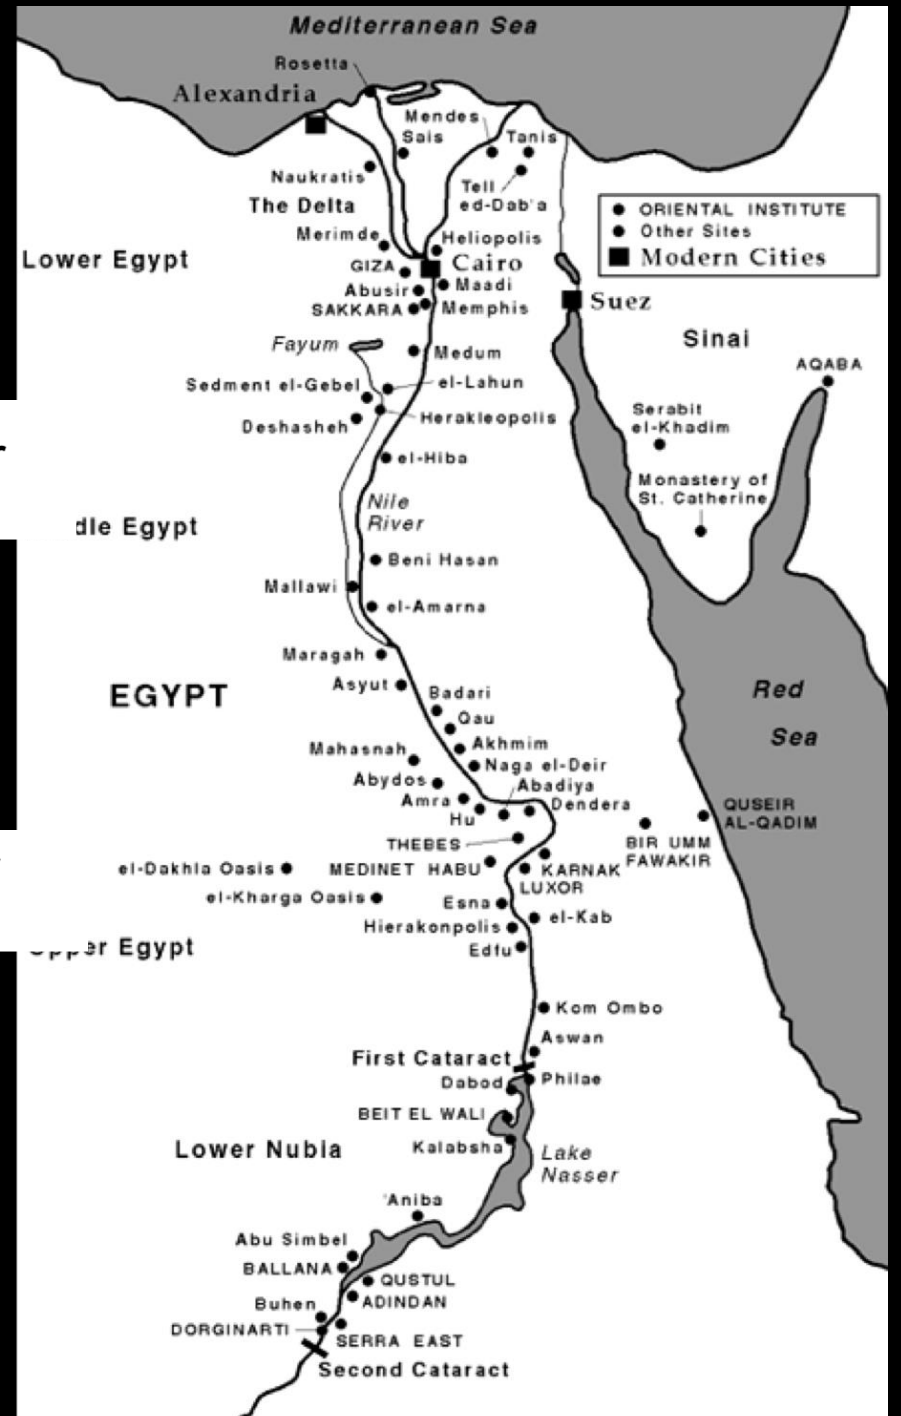 Mediterranean Sea
Rosetta
Alexandria
Mendes
Sais
Tanis
Naukratis
Tell
ed-Dab'a
The Delta
ORIENTAL INSTITUTE
Other Sites
Modern Cities
Merimde
Heliopolis
Lower Egypt
GIZA
Cairo
Abusir
Maadi
SAKKARA
Memphis
Suez
Fayum
Medum
Sinai
AQABA
Sedment el-Gebel
el-Lahun
Deshasheh
Herakleopolis
Serabit
el-Khadim
el-Hiba
Monastery of
St. Catherine
Nile
River
dle Egypt
Beni Hasan
Mallawi
el-Amarna
Maragah
Asyut
EGYPT
Badari
Red
Sea
Qau
Akhmim
Mahasnah
Naga el-Deir
Abydos
Abadiya
Amra
Dendera
Hu
QUSEIR
AL-QADIM
THEBES
BIR UMM
FAWAKIR
el-Dakhla Oasis
MEDINET HABU
KARNAK
LUXOR
el-Kharga Oasis
Esna
el-Kab
Hierakonpolis
Upper Egypt
Edfu
Kom Ombo
Aswan
First Cataract
Dabod
Philae
BEIT EL WALI
Lower Nubia
Kalabsha
Lake
Nasser
'Aniba
Abu Simbel
BALLANA
QUSTUL
Buhen
ADINDAN
DORGINARTI
SERRA EAST
Second Cataract